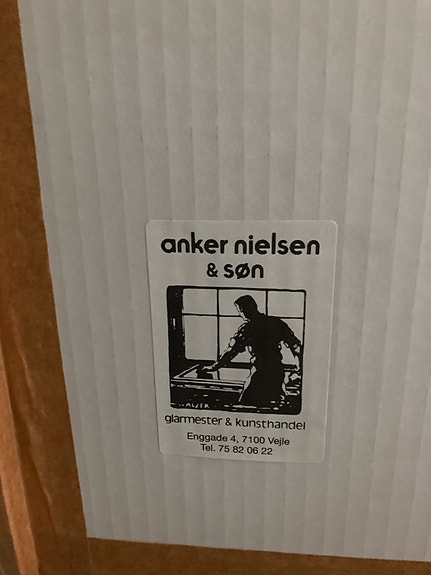 anker nielsen
& søn
glarmester & kunsthandel
Enggade 4, 7100 Vejle
Tel. 75 82 06 22